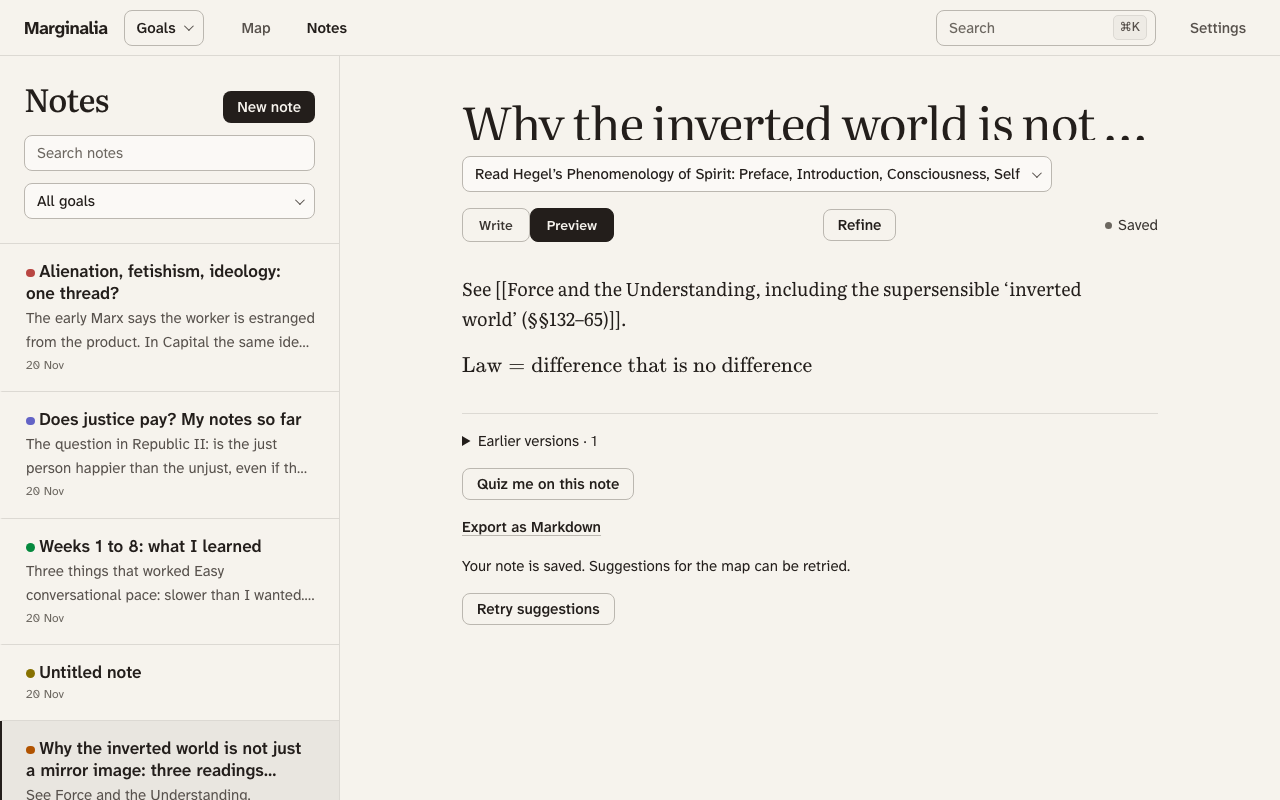 Marginalia
Goals
Map
Notes
Search
⌘K
Settings
Notes
New note
Search notes
All goals
Alienation, fetishism, ideology:
one thread?
The early Marx says the worker is estranged
from the product. In Capital the same ide…
20 Nov
Does justice pay? My notes so far
The question in Republic II: is the just
person happier than the unjust, even if th…
20 Nov
Weeks 1 to 8: what I learned
Three things that worked Easy
conversational pace: slower than I wanted.…
20 Nov
Untitled note
20 Nov
Why the inverted world is not just
a mirror image: three readings…
See Force and the Understanding,
Why the inverted world is not …
Read Hegel’s Phenomenology of Spirit: Preface, Introduction, Consciousness, Self
Write
Preview
Refine
Saved
See [[Force and the Understanding, including the supersensible ‘inverted
world’ (§§132–65)]].
Law = difference that is no difference
Earlier versions · 1
Quiz me on this note
Export as Markdown
Your note is saved. Suggestions for the map can be retried.
Retry suggestions